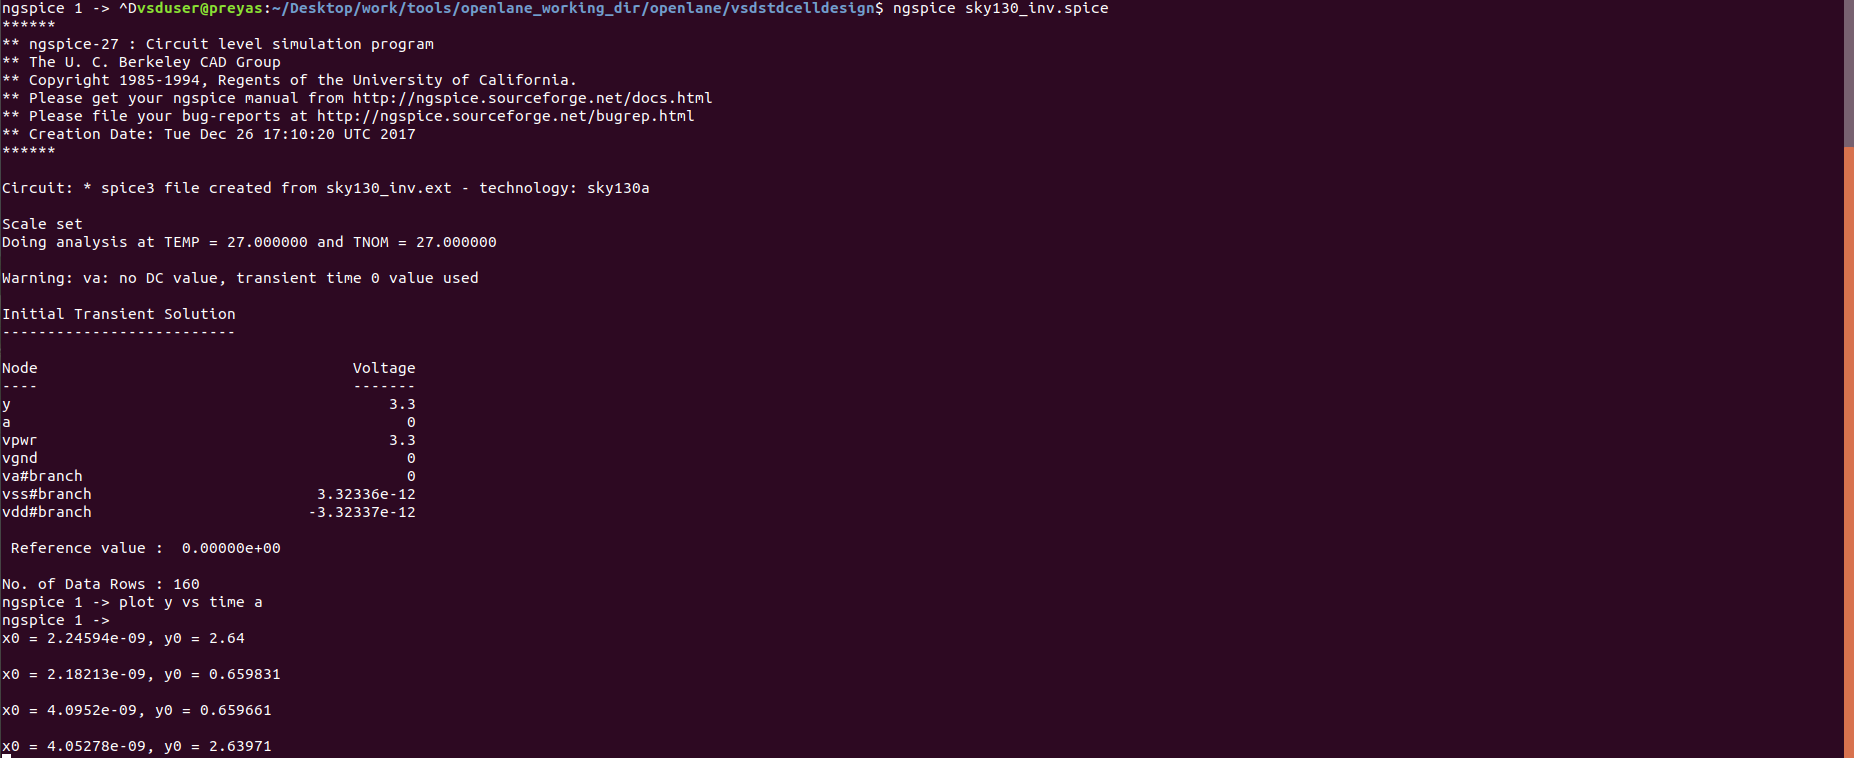 ngspice 1 -> ^Dvsduser@preyas:~/Desktop/work/tools/openlane_working_dir/openlane/vsdstdcelldesign$ ngspice sky130_inv.spice
******
** ngspice-27 : Circuit level simulation program
** The U. C. Berkeley CAD Group
** Copyright 1985-1994, Regents of the University of California.
** Please get your ngspice manual from http://ngspice.sourceforge.net/docs.html
** Please file your bug-reports at http://ngspice.sourceforge.net/bugrep.html
** Creation Date: Tue Dec 26 17:10:20 UTC 2017
******
Circuit: * spice3 file created from sky130_inv.ext - technology: sky130a
Scale set
Doing analysis at TEMP = 27.000000 and TNOM = 27.000000
Warning: va: no DC value, transient time 0 value used
Initial Transient Solution
--------------------------
Node                                   Voltage
----                                   -------
y                                          3.3
a                                            0
vpwr                                       3.3
vgnd                                         0
va#branch                                    0
vss#branch                         3.32336e-12
vdd#branch                        -3.32337e-12
Reference value :  0.00000e+00
No. of Data Rows : 160
ngspice 1 -> plot y vs time a
ngspice 1 ->
x0 = 2.24594e-09, y0 = 2.64
x0 = 2.18213e-09, y0 = 0.659831
x0 = 4.0952e-09, y0 = 0.659661
x0 = 4.05278e-09, y0 = 2.63971